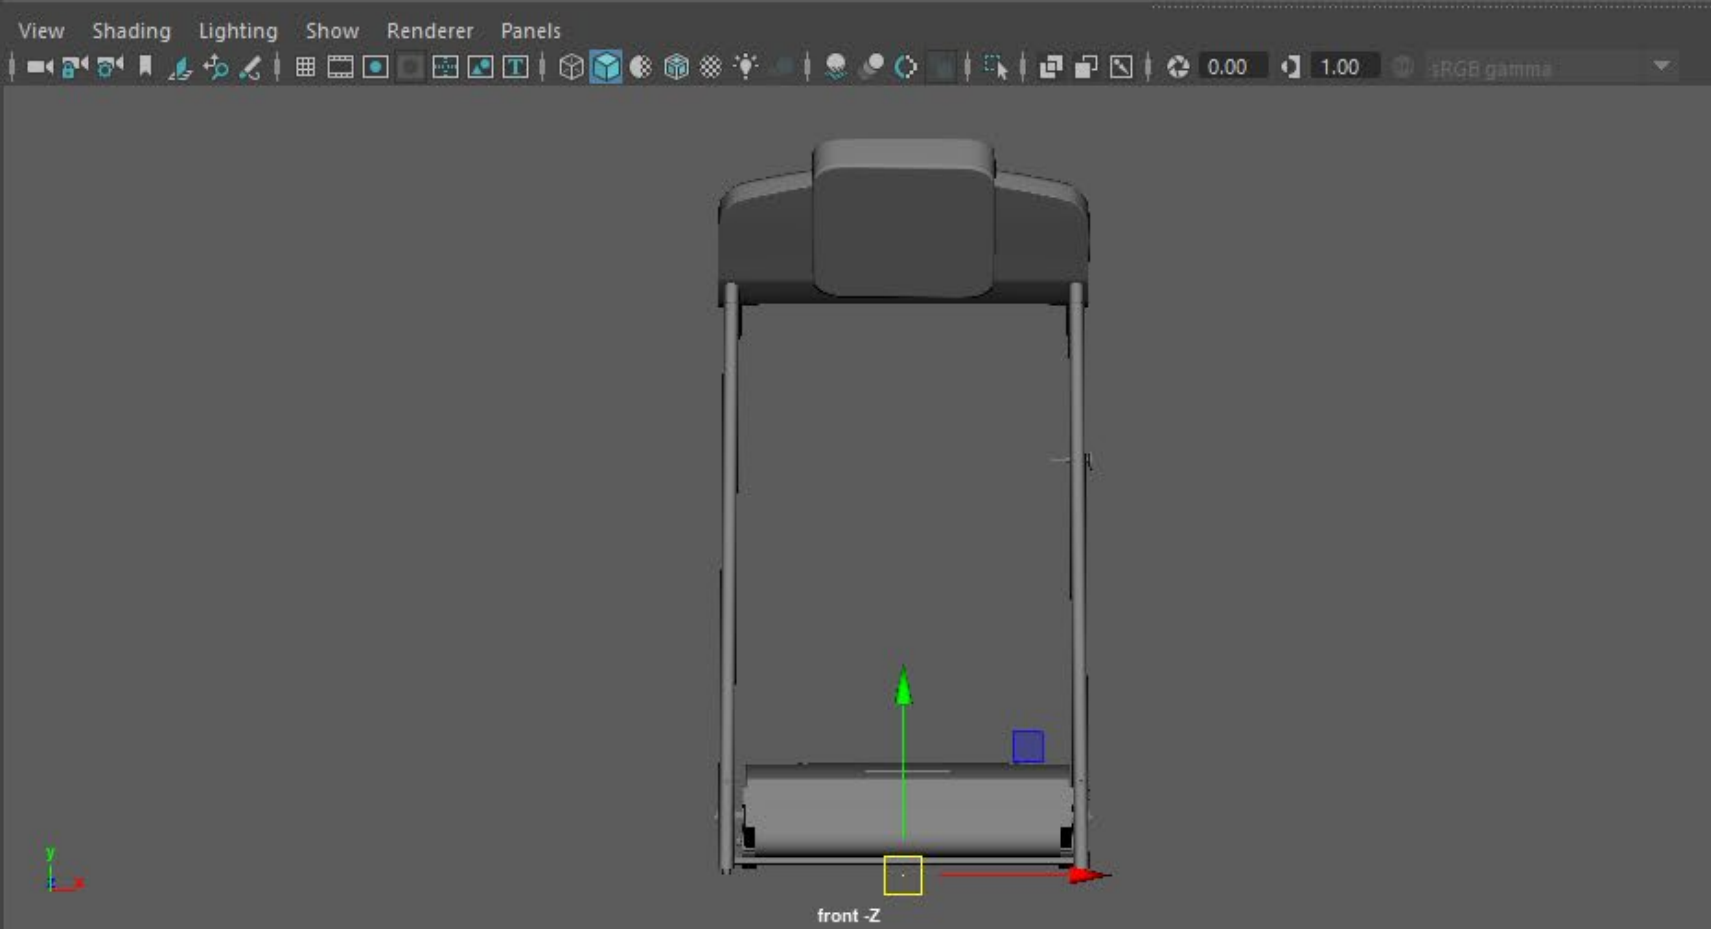 View Shading Lighting Show Renderer Panels
T 0.00 1.00 sRGB gamma
y
z x
front -Z